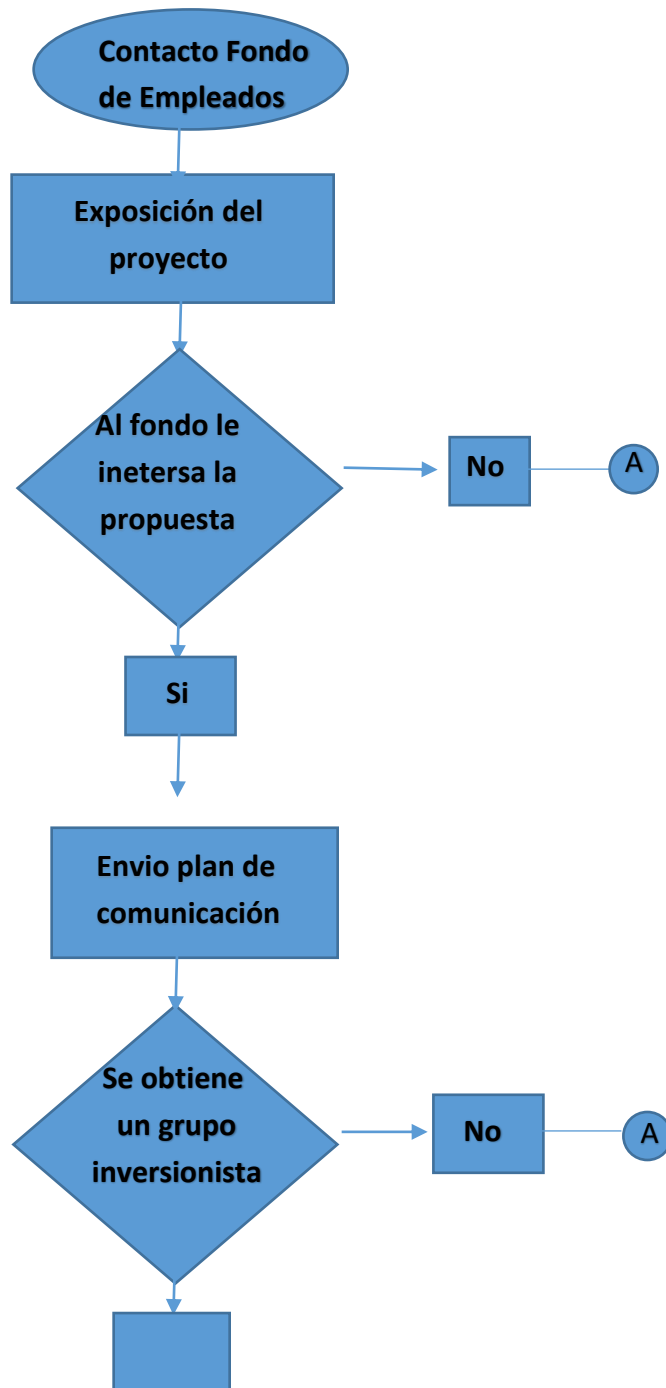 Contacto Fondo
de Empleados
Exposición del
proyecto
Al fondo le
inetersa la
propuesta
No
A
Si
Envio plan de
comunicación
Se obtiene
un grupo
inversionista
No
A